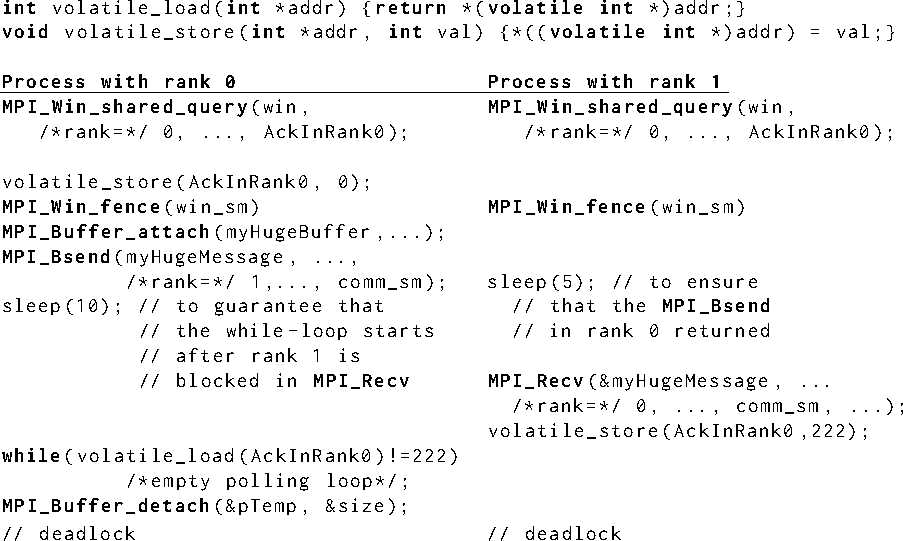 int volatile_load(int *addr) {return *(volatile int *)addr;}
void volatile_store(int *addr, int val) {*((volatile int *)addr) = val;}
Process with rank 0 Process with rank 1
MPI_Win_shared_query(win, MPI_Win_shared_query(win,
/*rank=*/ 0, ..., AckInRank0); /*rank=*/ 0, ..., AckInRank0);
volatile_store(AckInRank0, 0);
MPI_Win_fence(win_sm) MPI_Win_fence(win_sm)
MPI_Buffer_attach(myHugeBuffer,...);
MPI_Bsend(myHugeMessage, ...,
/*rank=*/ 1,..., comm_sm); sleep(5); // to ensure
sleep(10); // to guarantee that // that the MPI_Bsend
// the while-loop starts // in rank 0 returned
// after rank 1 is
// blocked in MPI_Recv MPI_Recv(&myHugeMessage, ...
/*rank=*/ 0, ..., comm_sm, ...);
volatile_store(AckInRank0,222);
while(volatile_load(AckInRank0)!=222)
/*empty polling loop*/;
MPI_Buffer_detach(&pTemp, &size);
// deadlock // deadlock